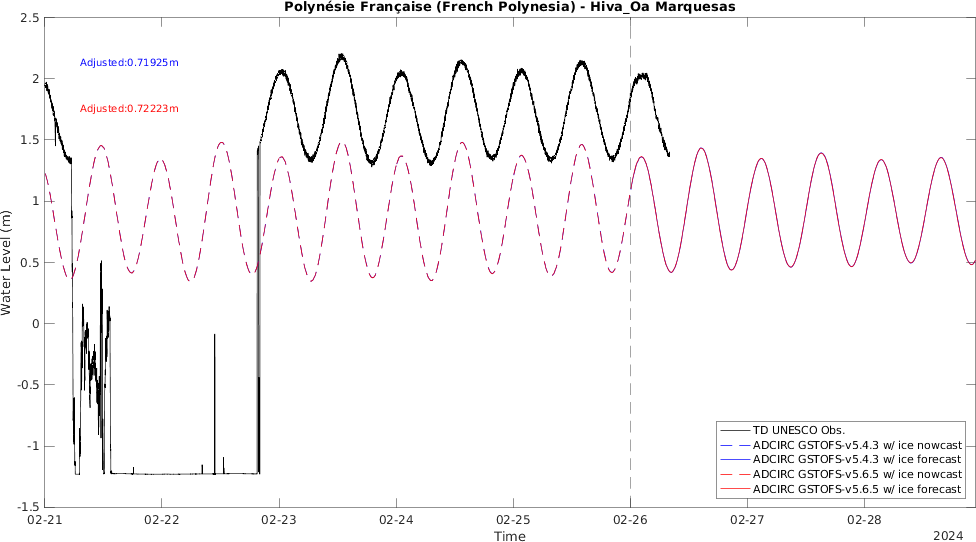 Polynésie Française (French Polynesia) - Hiva_Oa Marquesas
2.5
2
1.5
1
0.5
0
-0.5
-1
-1.5
Water Level (m)
Adjusted:0.71925m
Adjusted:0.72223m
TD UNESCO Obs.
ADCIRC GSTOFS-v5.4.3 w/ ice nowcast
ADCIRC GSTOFS-v5.4.3 w/ ice forecast
ADCIRC GSTOFS-v5.6.5 w/ ice nowcast
ADCIRC GSTOFS-v5.6.5 w/ ice forecast
02-21 02-22 02-23 02-24 02-25 02-26 02-27 02-28
Time
2024